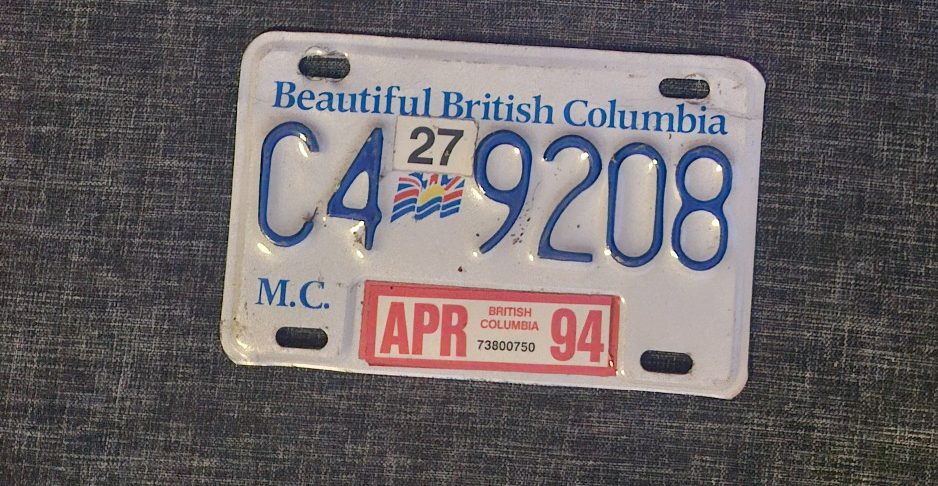 Beautiful British Columbia
27
C4 9208
M.C.
APR BRITISH COLUMBIA 73800750 94